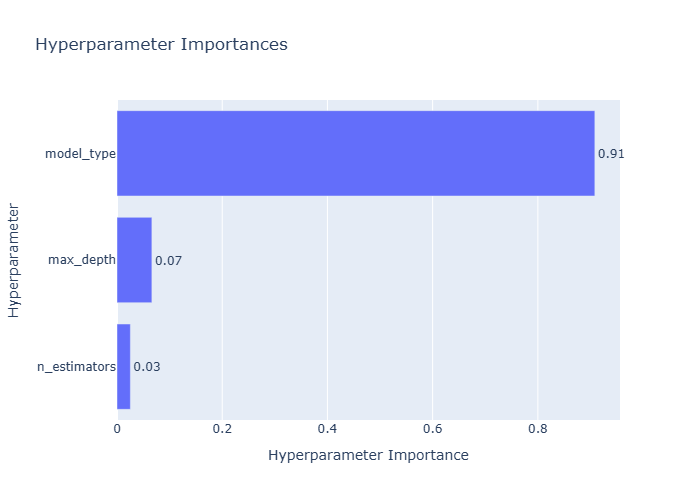 Hyperparameter Importances
Hyperparameter
model_type
0.91
max_depth
0.07
n_estimators
0.03
0 0.2 0.4 0.6 0.8
Hyperparameter Importance